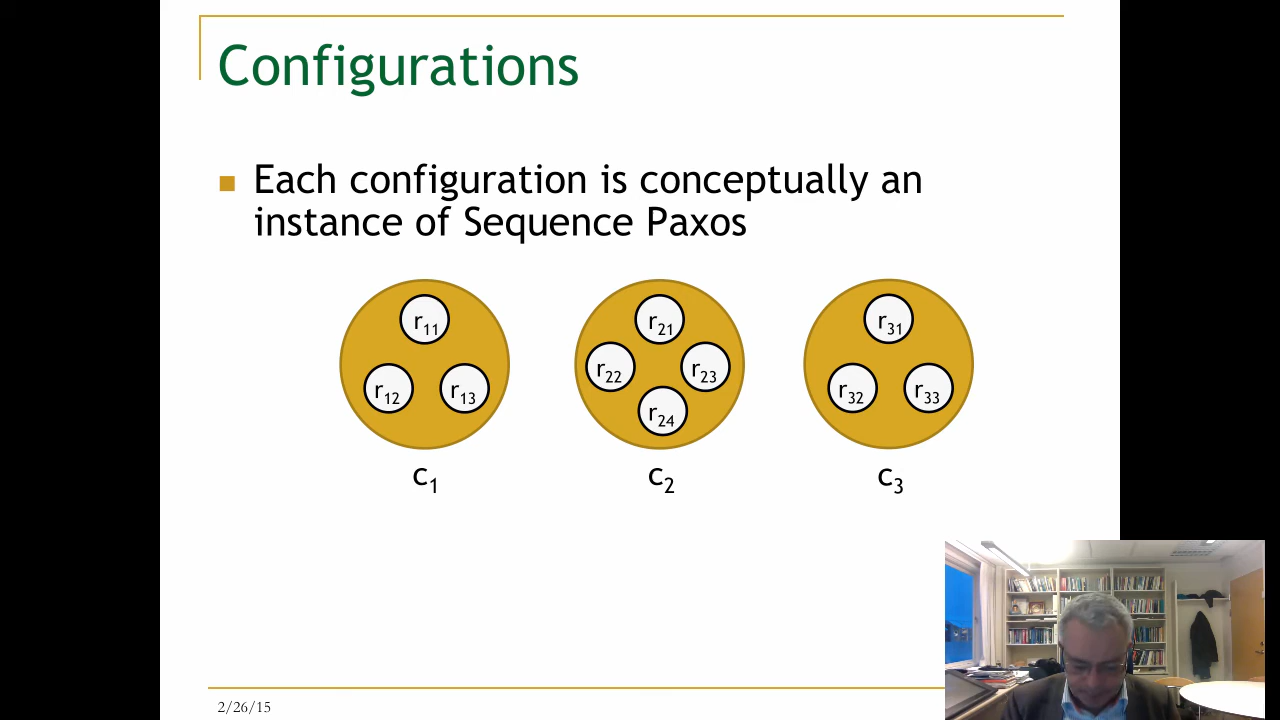 Configurations
Each configuration is conceptually an
instance of Sequence Paxos
r11
r12
r13
c1
r21
r22
r23
r24
c2
r31
r32
r33
c3
2/26/15